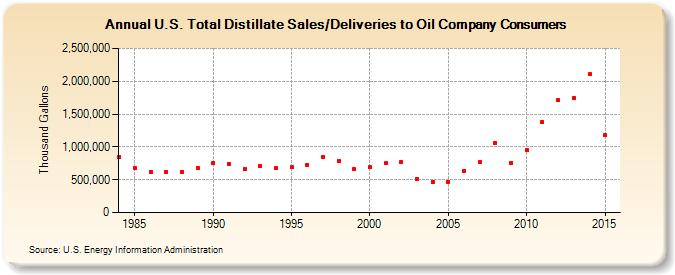 Annual U.S. Total Distillate Sales/Deliveries to Oil Company Consumers
Thousand Gallons
2,500,000
2,000,000
1,500,000
1,000,000
500,000
0
1985 1990 1995 2000 2005 2010 2015
Source: U.S. Energy Information Administration